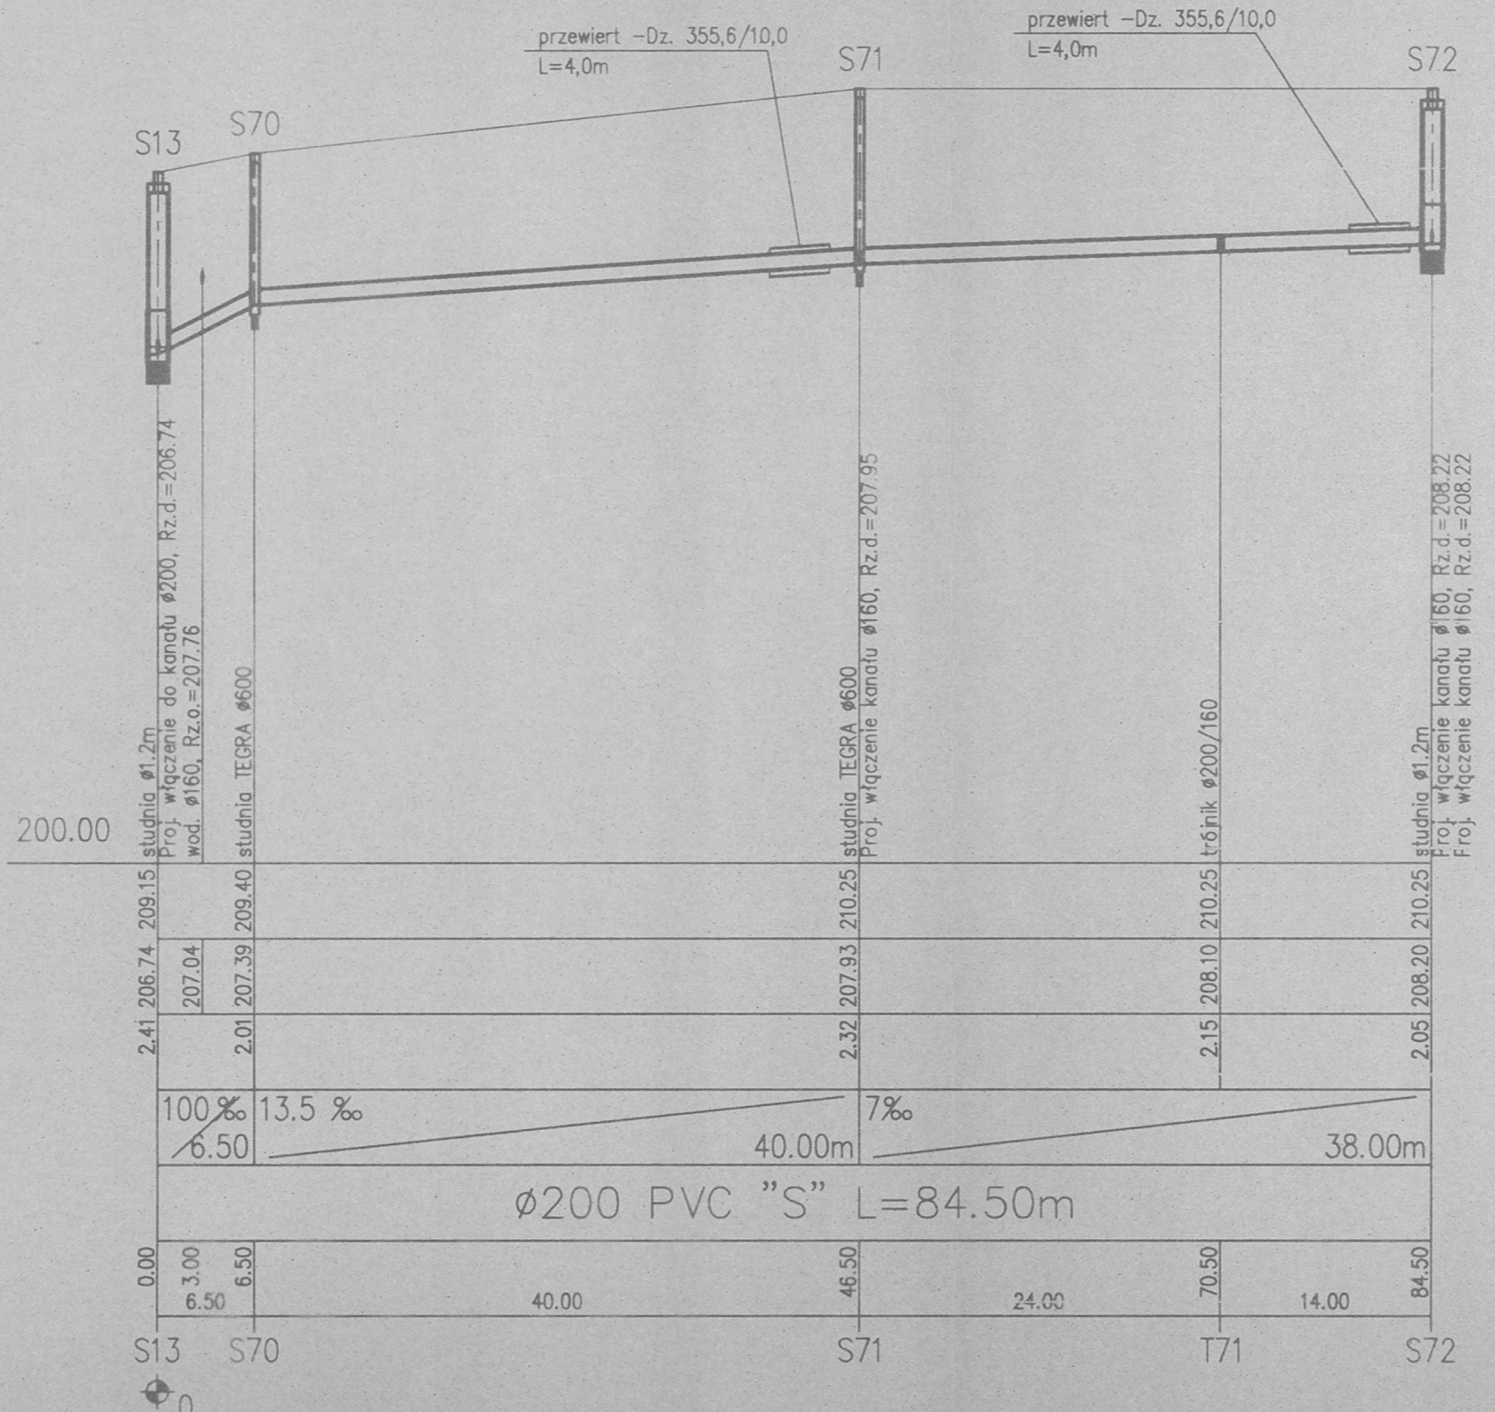 przewiert -Dz. 355,6/10,0
L=4,0m
przewiert -Dz. 355,6/10,0
L=4,0m
S13
S70
S71
S72
studnia ø1.2m
Proj. włączenie do kanału ø200, Rz.d.=206.74
wod. ø160, Rz.o.=207.76
studnia TEGRA ø600
studnia TEGRA ø600
Proj. włączenie kanału ø160, Rz.d.=207.95
trójnik ø200/160
studnia ø1.2m
Proj. włączenie kanału ø160, Rz.d.=208.22
Proj. włączenie kanału ø160, Rz.d.=208.22
200.00
209.15 209.40 210.25 210.25 210.25
206.74 207.04 207.39 207.93 208.10 208.20
2.41 2.01 2.32 2.15 2.05
100‰ 13.5 ‰ 7‰
6.50 40.00m 38.00m
ø200 PVC "S" L=84.50m
0.00 3.00 6.50 46.50 70.50 84.50
6.50 40.00 24.00 14.00
S13 S70 S71 T71 S72
0